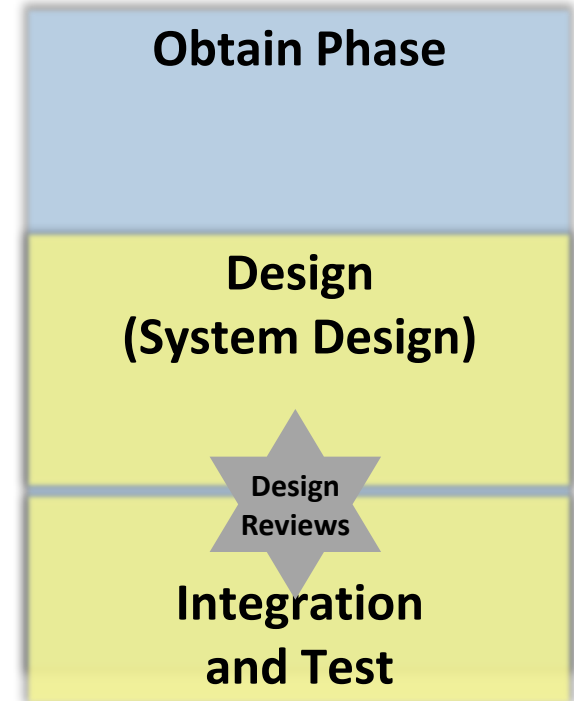 Obtain Phase
Design
(System Design)
Design
Reviews
Integration
and Test